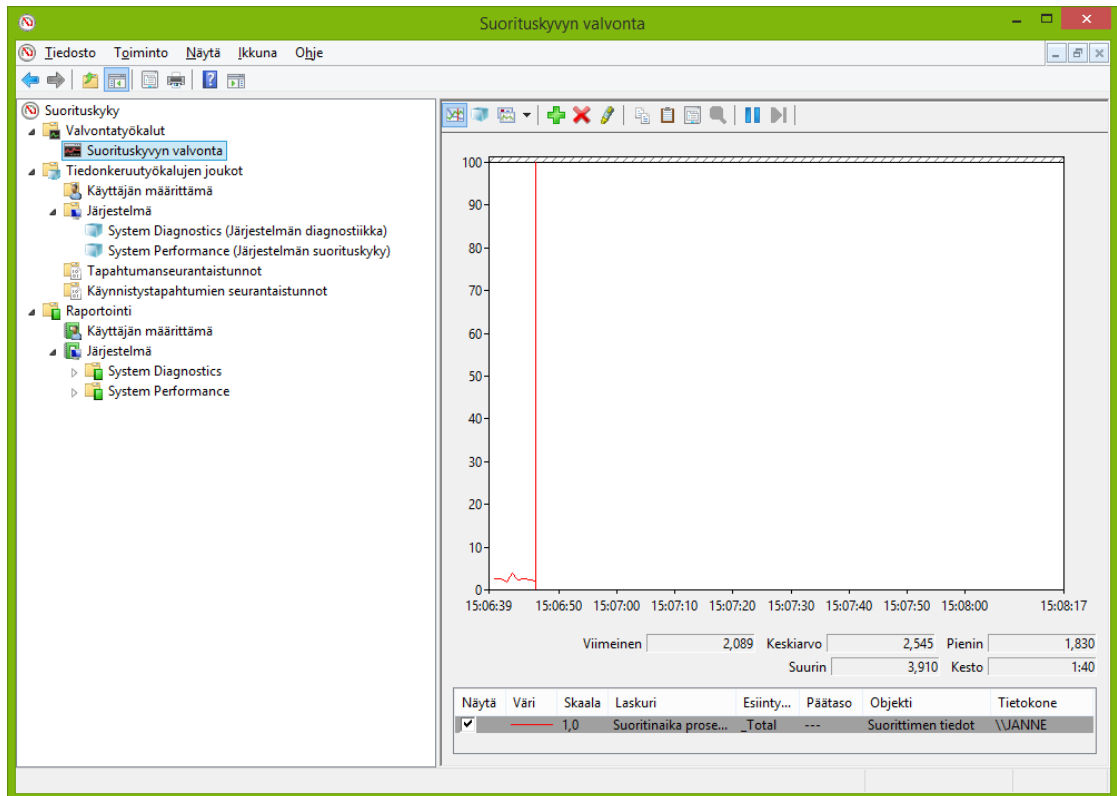 Suorituskyvyn valvonta
Tiedosto Toiminto Näytä Ikkuna Ohje
Suorituskyky
Valvontatyökalut
Suorituskyvyn valvonta
Tiedonkeruutyökalujen joukot
Käyttäjän määrittämä
Järjestelmä
System Diagnostics (Järjestelmän diagnostiikka)
System Performance (Järjestelmän suorituskyky)
Tapahtumanseurantaistunnot
Käynnistystapahtumien seurantaistunnot
Raportointi
Käyttäjän määrittämä
Järjestelmä
System Diagnostics
System Performance
100
90
80
70
60
50
40
30
20
10
0
15:06:39 15:06:50 15:07:00 15:07:10 15:07:20 15:07:30 15:07:40 15:07:50 15:08:00 15:08:17
Viimeinen 2,089 Keskiarvo 2,545 Pienin 1,830
Suurin 3,910 Kesto 1:40
Näytä Väri Skaala Laskuri Esiinty... Päätaso Objekti Tietokone
1,0 Suoritinaika prose... _Total --- Suorittimen tiedot \\JANNE